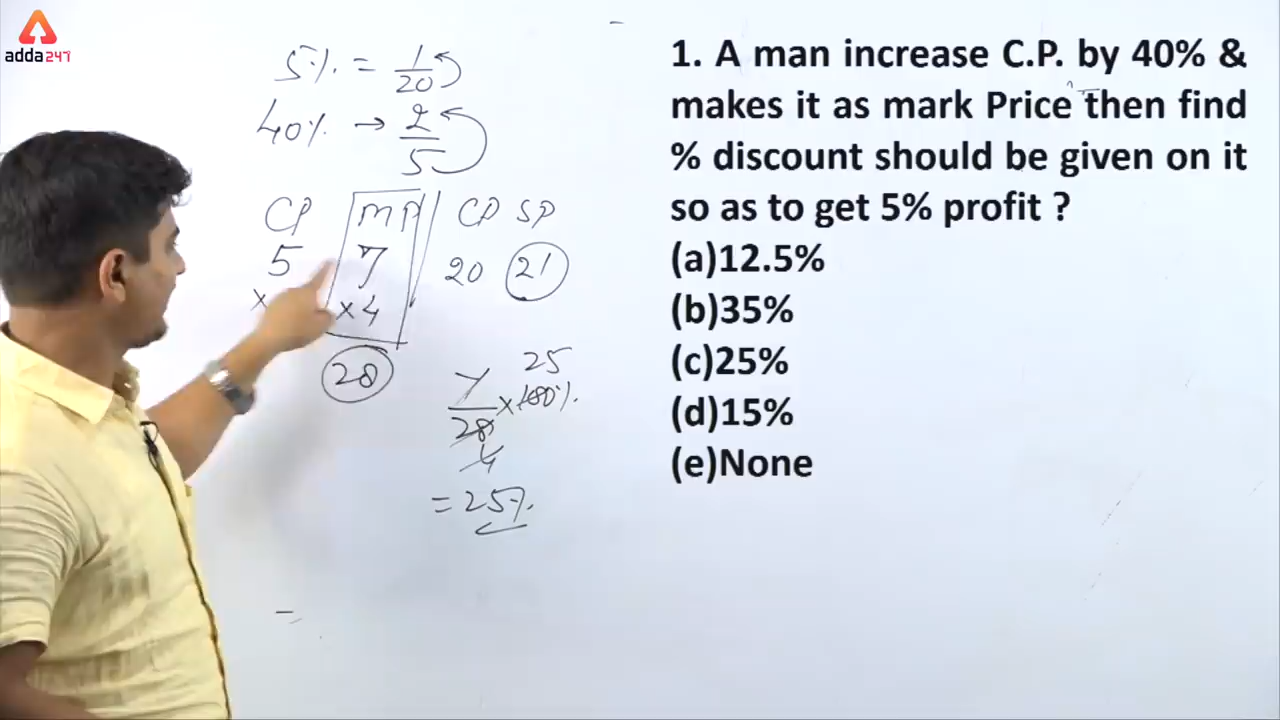 adda247
5% = 1/20
40% → 2/5
CP MP CP SP
5 7 20 21
× ×4
28
7/28 × 100%
25
4
= 25%
1. A man increase C.P. by 40% &
makes it as mark Price then find
% discount should be given on it
so as to get 5% profit ?
(a)12.5%
(b)35%
(c)25%
(d)15%
(e)None